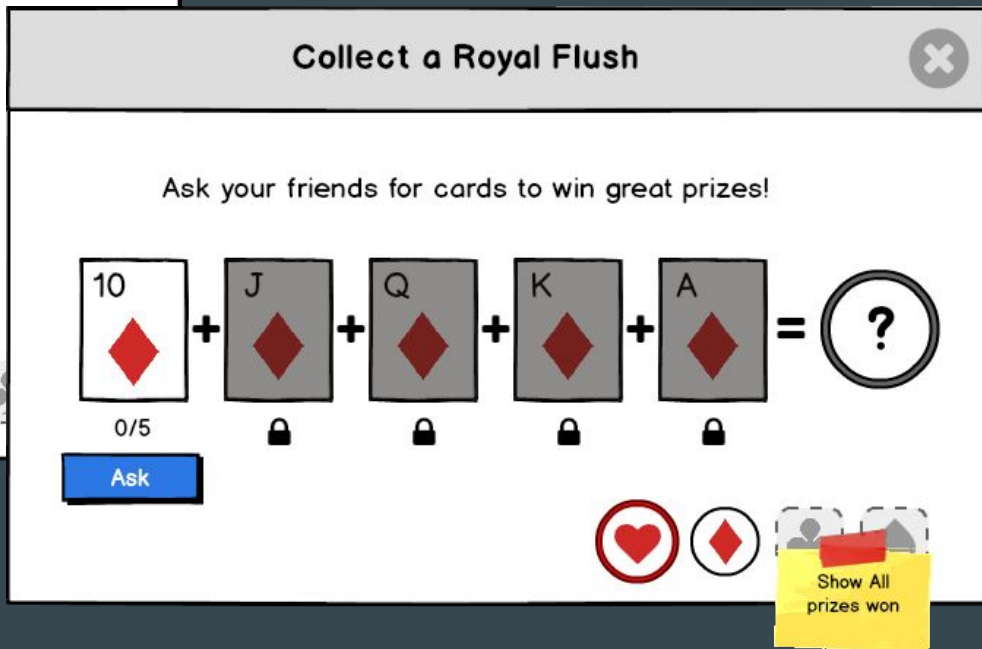 Collect a Royal Flush
Ask your friends for cards to win great prizes!
10 + J + Q + K + A = ?
0/5
Ask
Show All
prizes won